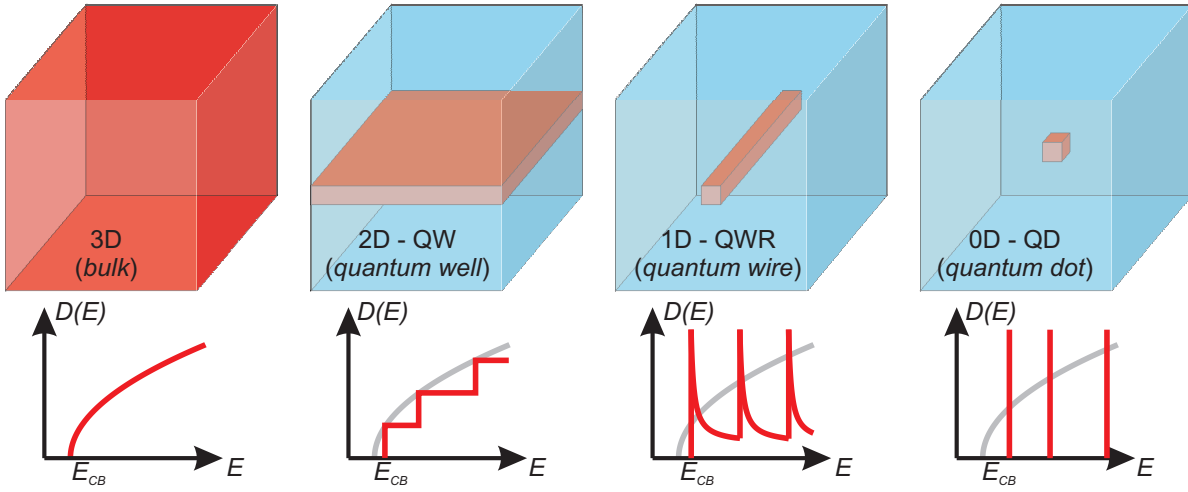 3D
(bulk)
2D - QW
(quantum well)
1D - QWR
(quantum wire)
0D - QD
(quantum dot)
D(E)
E_CB
E
D(E)
E_CB
E
D(E)
E_CB
E
D(E)
E_CB
E